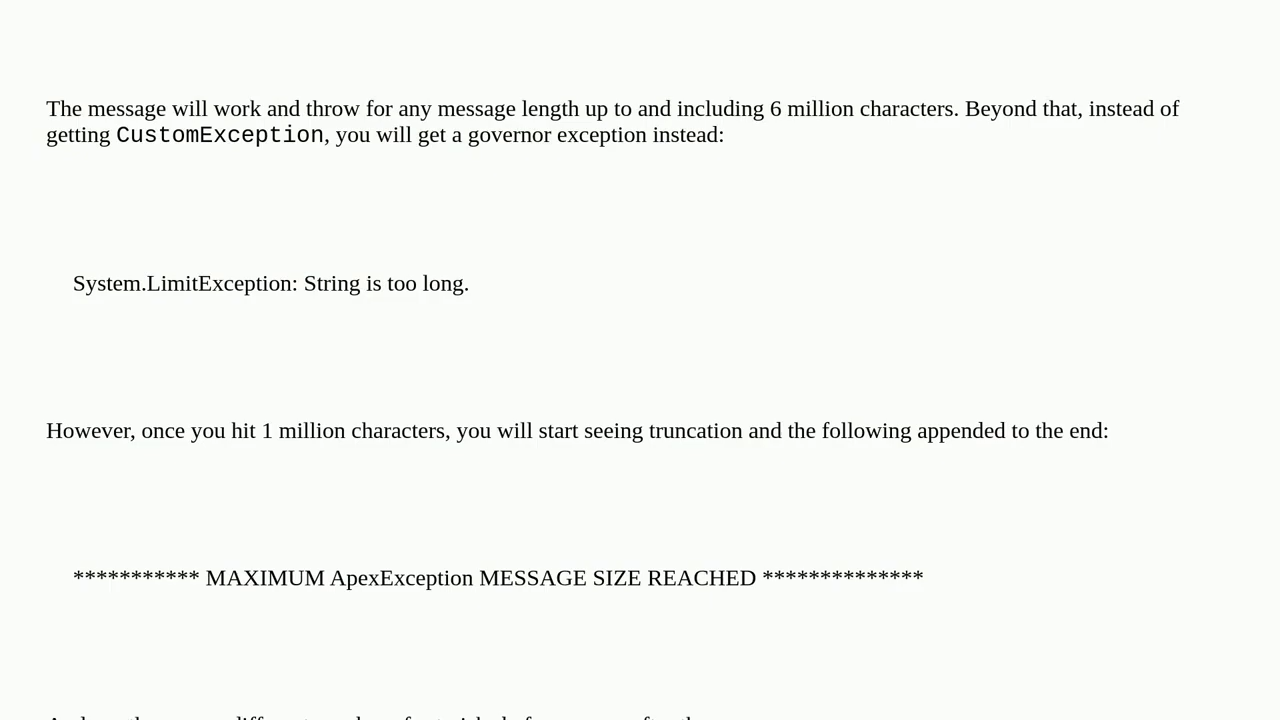 The message will work and throw for any message length up to and including 6 million characters. Beyond that, instead of
getting CustomException, you will get a governor exception instead:
System.LimitException: String is too long.
However, once you hit 1 million characters, you will start seeing truncation and the following appended to the end:
*********** MAXIMUM ApexException MESSAGE SIZE REACHED **************